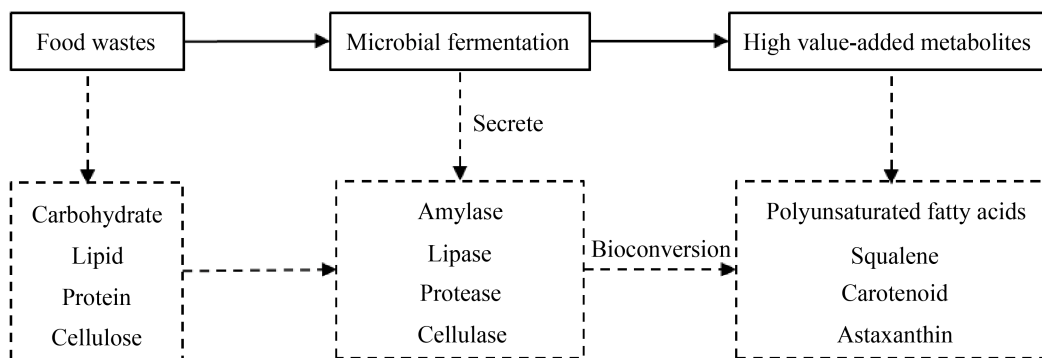 Food wastes
Microbial fermentation
High value-added metabolites
Secrete
Carbohydrate
Lipid
Protein
Cellulose
Amylase
Lipase
Protease
Cellulase
Bioconversion
Polyunsaturated fatty acids
Squalene
Carotenoid
Astaxanthin